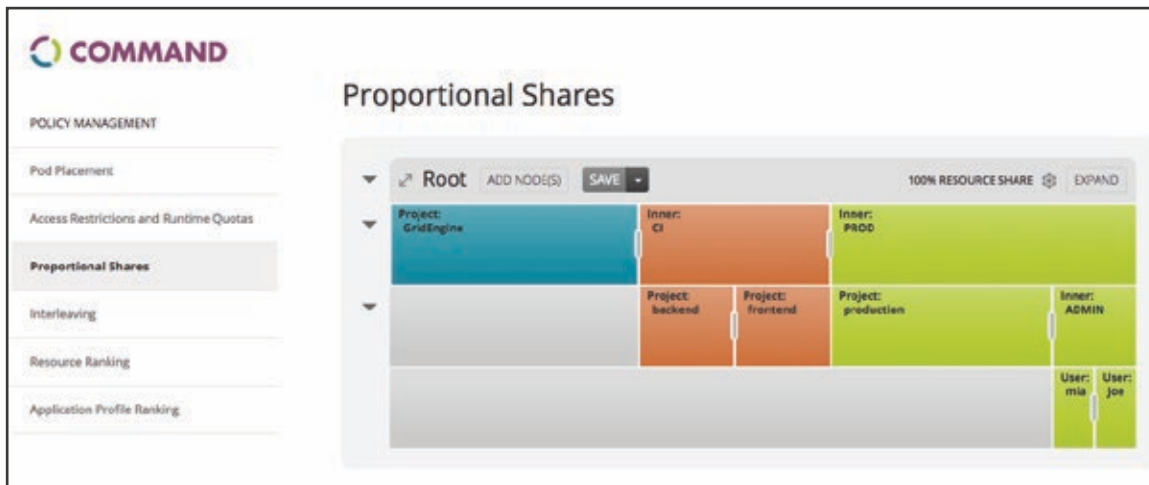 COMMAND
Proportional Shares
POLICY MANAGEMENT
Pod Placement
Access Restrictions and Runtime Quotas
Proportional Shares
Interleaving
Resource Ranking
Application Profile Ranking
Root ADD NODE(S) SAVE 100% RESOURCE SHARE EXPAND
Project:
GridEngine
Inner:
CI
Inner:
PROD
Project:
backend
Project:
frontend
Project:
production
Inner:
ADMIN
User:
mia
User:
joe